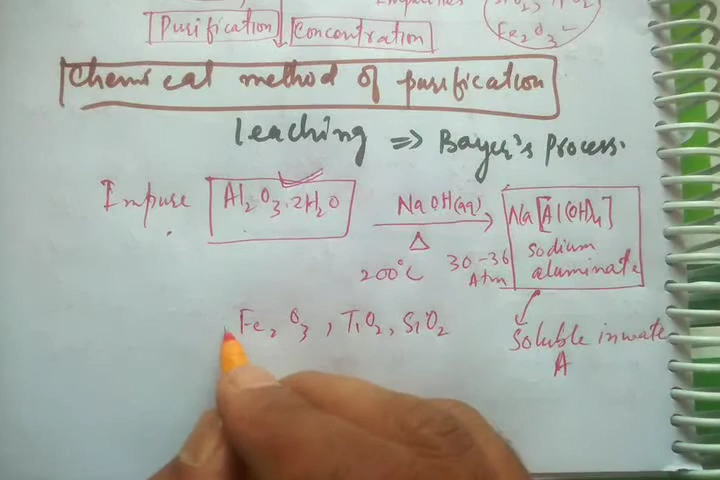 Purification Concentration
Fe2O3
Chemical method of purification
leaching ⇒ Bayer's Process.
Impure Al2O3.2H2O NaOH(aq) Na[Al(OH)4]
Δ
200°C 30-36 Atm
sodium
aluminate
Fe2O3, TiO2, SiO2
Soluble in wate
A